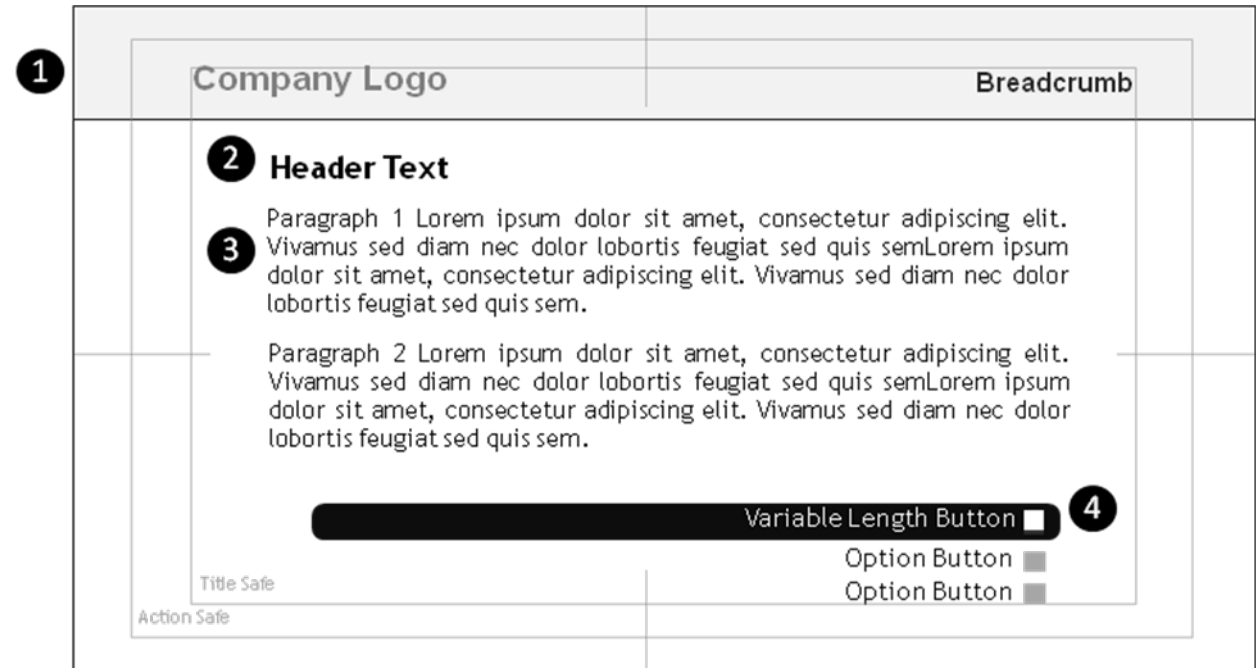 1
Company Logo
Breadcrumb
2
Header Text
3
Paragraph 1 Lorem ipsum dolor sit amet, consectetur adipiscing elit.
Vivamus sed diam nec dolor lobortis feugiat sed quis semLorem ipsum
dolor sit amet, consectetur adipiscing elit. Vivamus sed diam nec dolor
lobortis feugiat sed quis sem.
Paragraph 2 Lorem ipsum dolor sit amet, consectetur adipiscing elit.
Vivamus sed diam nec dolor lobortis feugiat sed quis semLorem ipsum
dolor sit amet, consectetur adipiscing elit. Vivamus sed diam nec dolor
lobortis feugiat sed quis sem.
Variable Length Button
4
Option Button
Option Button
Title Safe
Action Safe